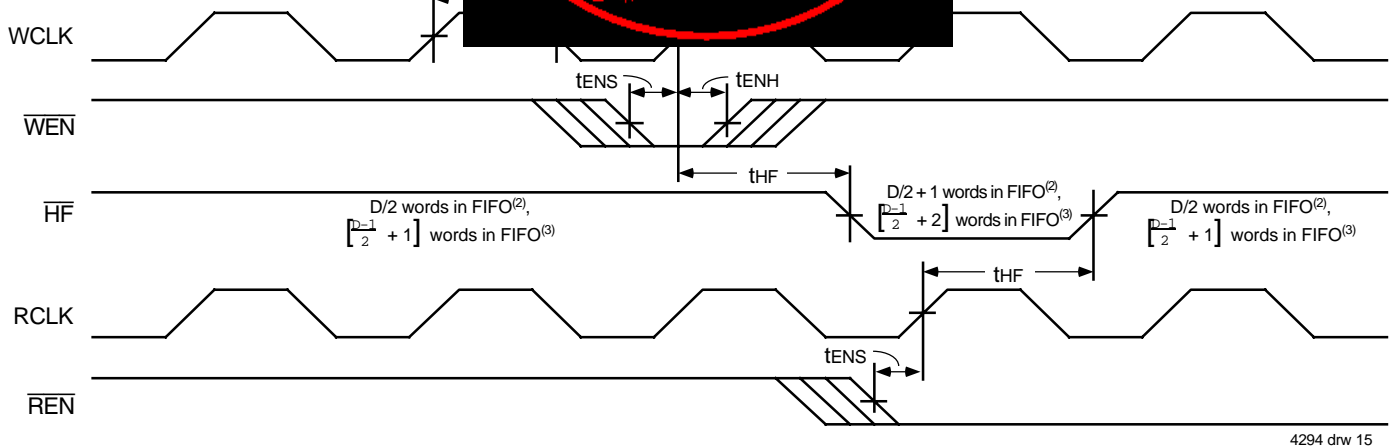 WCLK
tENS tENH
WEN
tHF
HF
D/2 words in FIFO(2),
[D-1/2 + 1] words in FIFO(3)
D/2 + 1 words in FIFO(2),
[D-1/2 + 2] words in FIFO(3)
D/2 words in FIFO(2),
[D-1/2 + 1] words in FIFO(3)
tHF
RCLK
tENS
REN
4294 drw 15